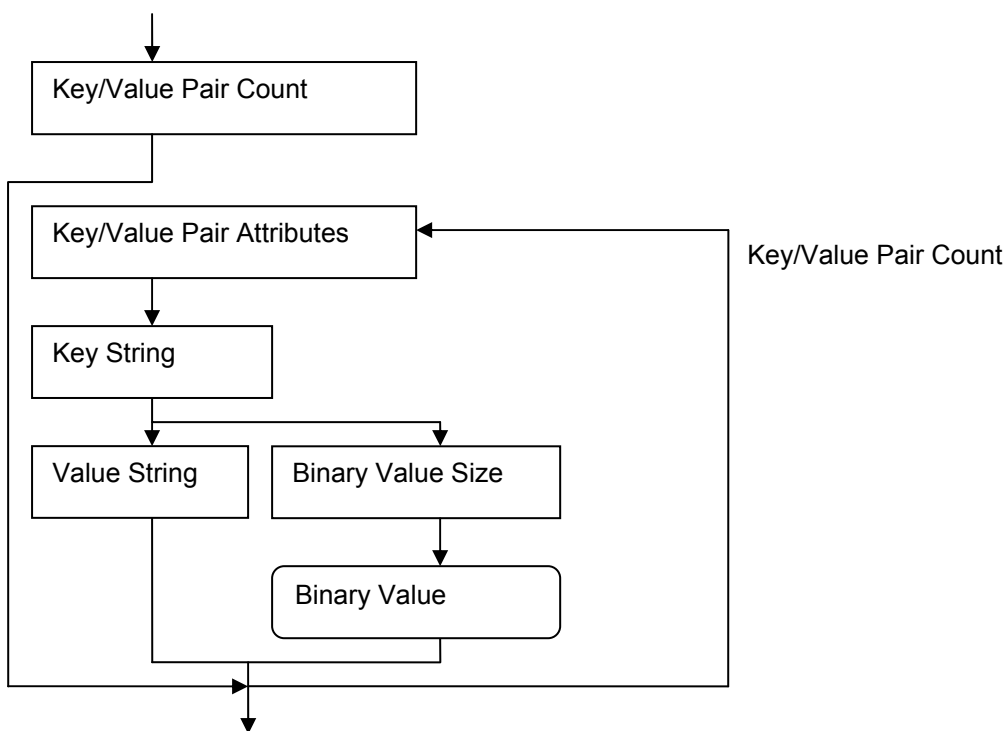 Key/Value Pair Count
Key/Value Pair Attributes
Key/Value Pair Count
Key String
Value String
Binary Value Size
Binary Value